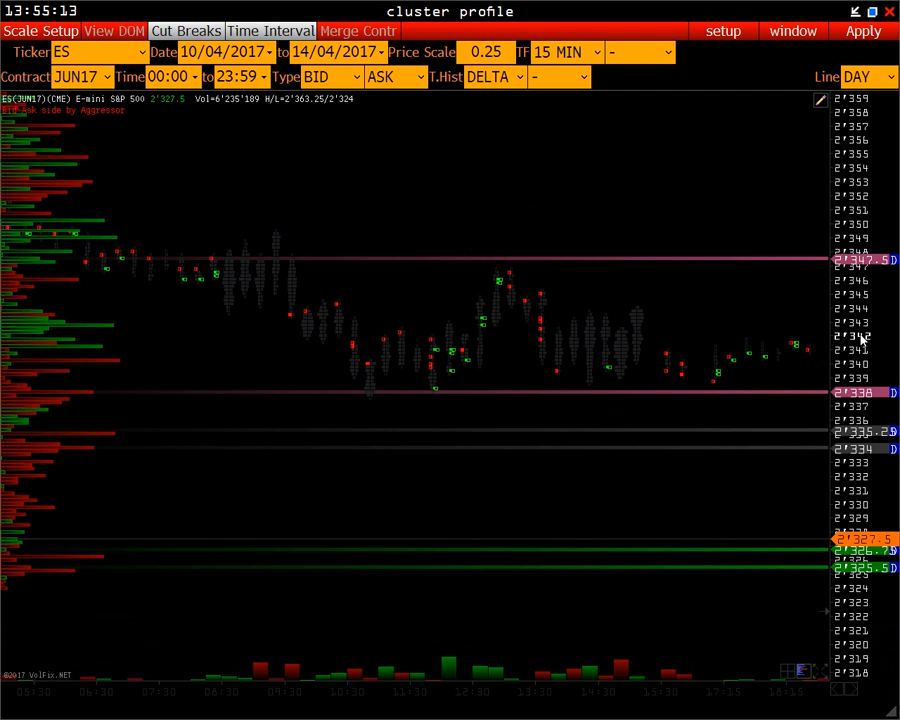 13:55:13 cluster profile
Scale Setup View DOM Cut Breaks Time Interval Merge Contr setup window Apply
Ticker ES Date 10/04/2017 to 14/04/2017 Price Scale 0.25 TF 15 MIN -
Contract JUN17 Time 00:00 to 23:59 Type BID ASK T.Hist DELTA - Line DAY
ES(JUN17)(CME) E-mini S&P 500 2'327.5 Vol=6'235'189 H/L=2'363.25/2'324
Bid Ask side by Aggressor
2'359
2'358
2'357
2'356
2'355
2'354
2'353
2'352
2'351
2'350
2'349
2'348
2'347.5 D
2'346
2'345
2'344
2'343
2'342
2'341
2'340
2'339
2'338 D
2'337
2'336
2'335.25 D
2'334 D
2'333
2'332
2'331
2'330
2'329
2'327.5
2'326.75 D
2'325.5 D
2'324
2'323
2'322
2'321
2'320
2'319
2'318
©2017 VolFix.NET
05:30 06:30 07:30 08:30 09:30 10:30 11:30 12:30 13:30 14:30 15:30 17:15 18:15